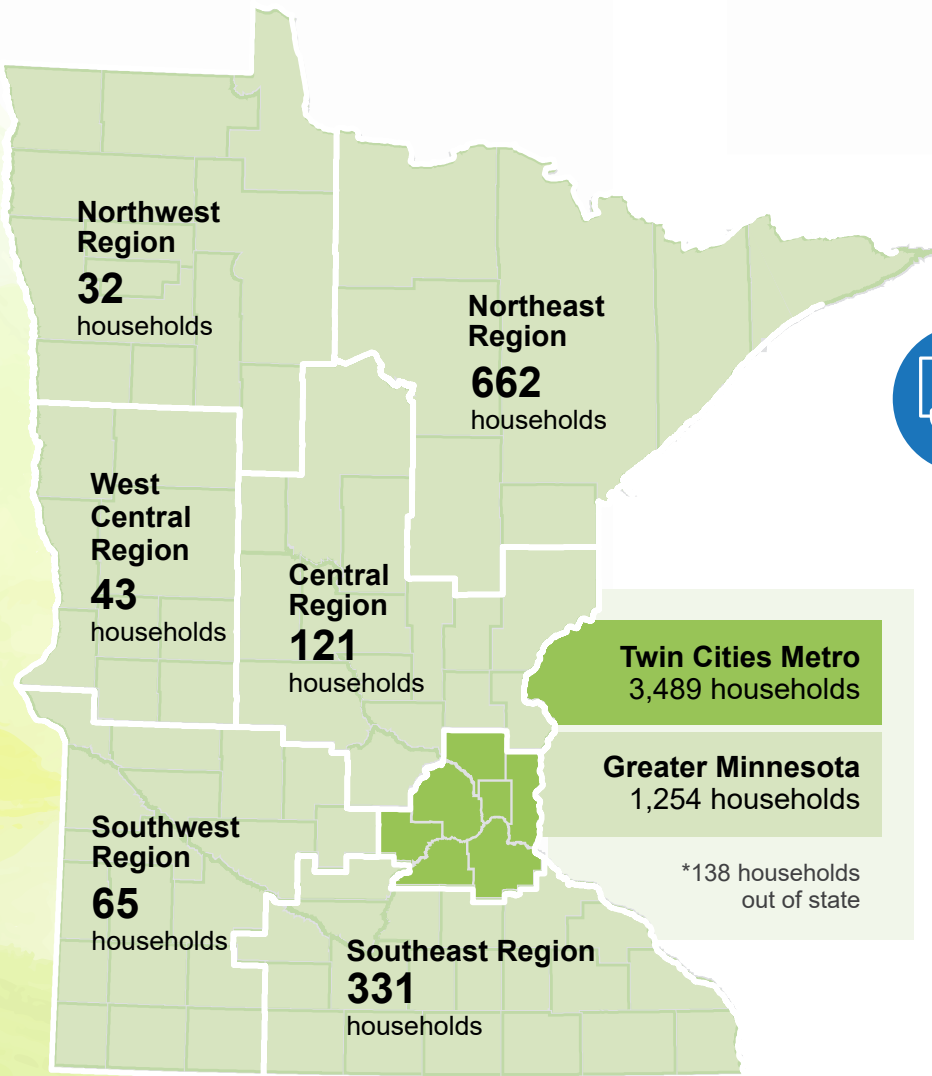 Northwest
Region
32
households
Northeast
Region
662
households
West
Central
Region
43
households
Central
Region
121
households
Twin Cities Metro
3,489 households
Greater Minnesota
1,254 households
*138 households
out of state
Southwest
Region
65
households
Southeast Region
331
households